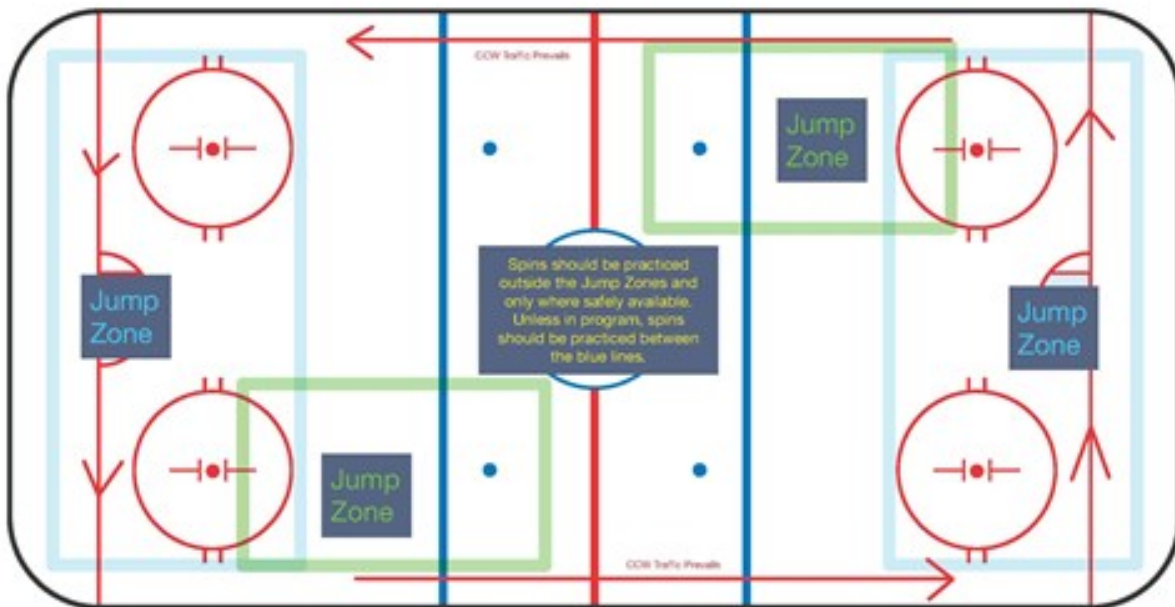 CCW Traffic Prevails
Jump
Zone
Spins should be practiced
outside the Jump Zones and
only where safely available.
Unless in program, spins
should be practiced between
the blue lines.
Jump
Zone
Jump
Zone
Jump
Zone
CCW Traffic Prevails